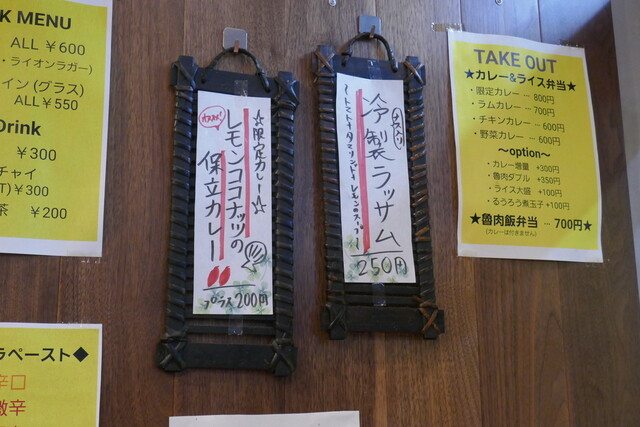 K MENU
ALL ￥600
・ライオンラガー)
イン (グラス)
ALL ￥550
Drink
￥300
チャイ
T)￥300
茶 ￥200
ラペースト◆
辛口
激辛
☆限定カレー☆
オススメ!
レモンココナッツの
帆立カレー
プラス200円
冷製ラッサム
〜トマトとタマリンドとレモンのスープ〜
250円
TAKE OUT
★カレー&ライス弁当★
・限定カレー … 800円
・ラムカレー … 700円
・チキンカレー … 600円
・野菜カレー … 600円
〜option〜
・カレー増量 +300円
・魯肉ダブル +350円
・ライス大盛 +100円
・るうろう煮玉子 +100円
★魯肉飯弁当 … 700円★
(カレーは付きません)